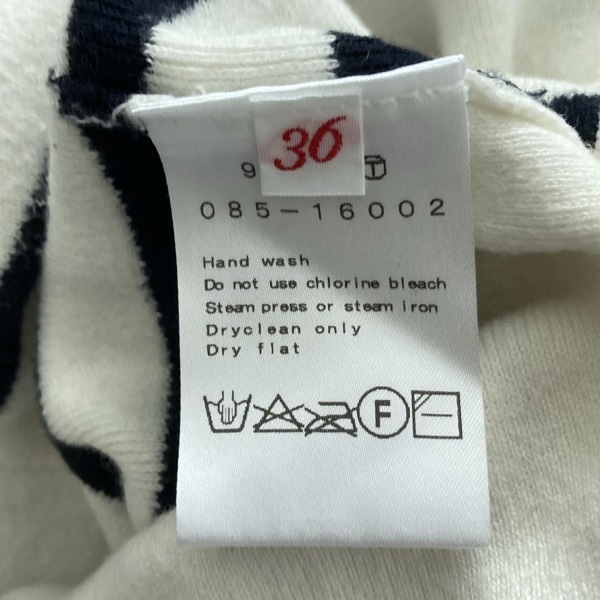 36
9 T
085-16002
Hand wash
Do not use chlorine bleach
Steam press or steam iron
Dryclean only
Dry flat
F